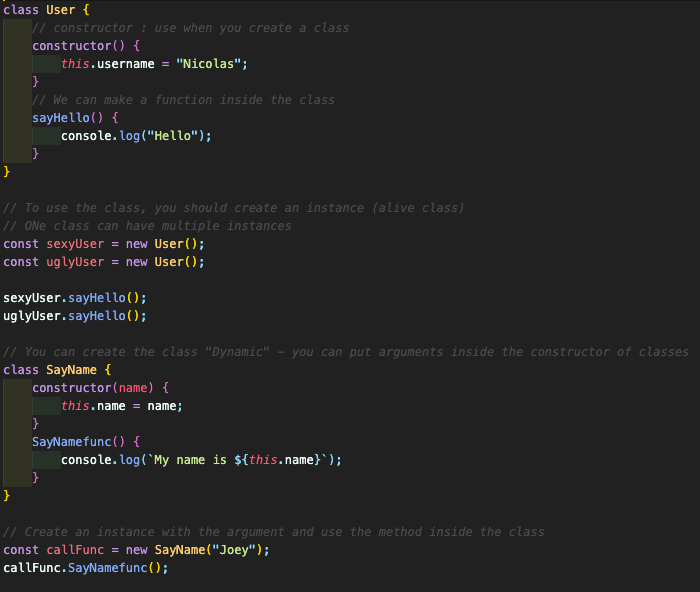 class User {
    // constructor : use when you create a class
    constructor() {
        this.username = "Nicolas";
    }
    // We can make a function inside the class
    sayHello() {
        console.log("Hello");
    }
}

// To use the class, you should create an instance (alive class)
// ONe class can have multiple instances
const sexyUser = new User();
const uglyUser = new User();

sexyUser.sayHello();
uglyUser.sayHello();

// You can create the class "Dynamic" - you can put arguments inside the constructor of classes
class SayName {
    constructor(name) {
        this.name = name;
    }
    SayNamefunc() {
        console.log(`My name is ${this.name}`);
    }
}

// Create an instance with the argument and use the method inside the class
const callFunc = new SayName("Joey");
callFunc.SayNamefunc();